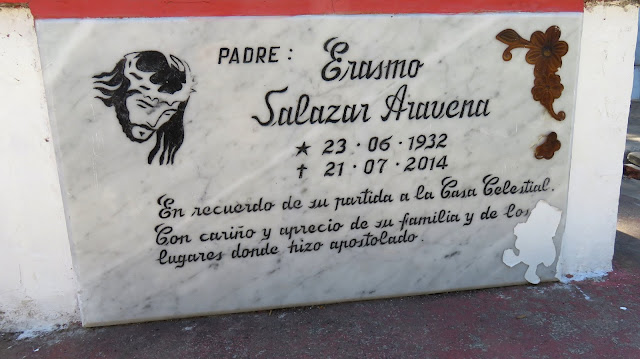 PADRE: Erasmo
Salazar Aravena
★ 23·06·1932
✝ 21·07·2014
En recuerdo de su partida a la Casa Celestial.
Con cariño y aprecio de su familia y de los
lugares donde hizo apostolado.